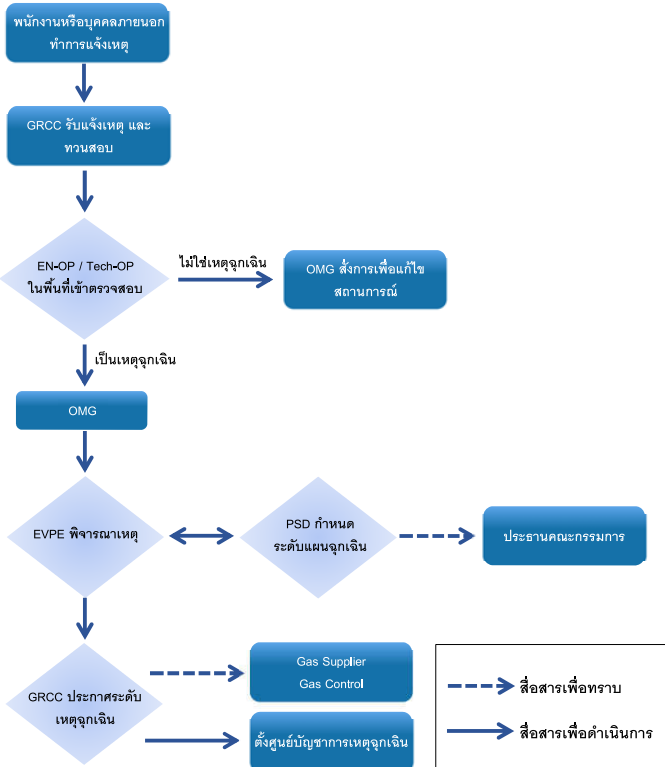 พนักงานหรือบุคคลภายนอก
ทำการแจ้งเหตุ
GRCC รับแจ้งเหตุ และ
ทวนสอบ
EN-OP / Tech-OP
ในพื้นที่เข้าตรวจสอบ
ไม่ใช่เหตุฉุกเฉิน
OMG สั่งการเพื่อแก้ไข
สถานการณ์
เป็นเหตุฉุกเฉิน
OMG
EVPE พิจารณาเหตุ
PSD กำหนด
ระดับแผนฉุกเฉิน
ประธานคณะกรรมการ
GRCC ประกาศระดับ
เหตุฉุกเฉิน
Gas Supplier
Gas Control
ตั้งศูนย์บัญชาการเหตุฉุกเฉิน
สื่อสารเพื่อทราบ
สื่อสารเพื่อดำเนินการ